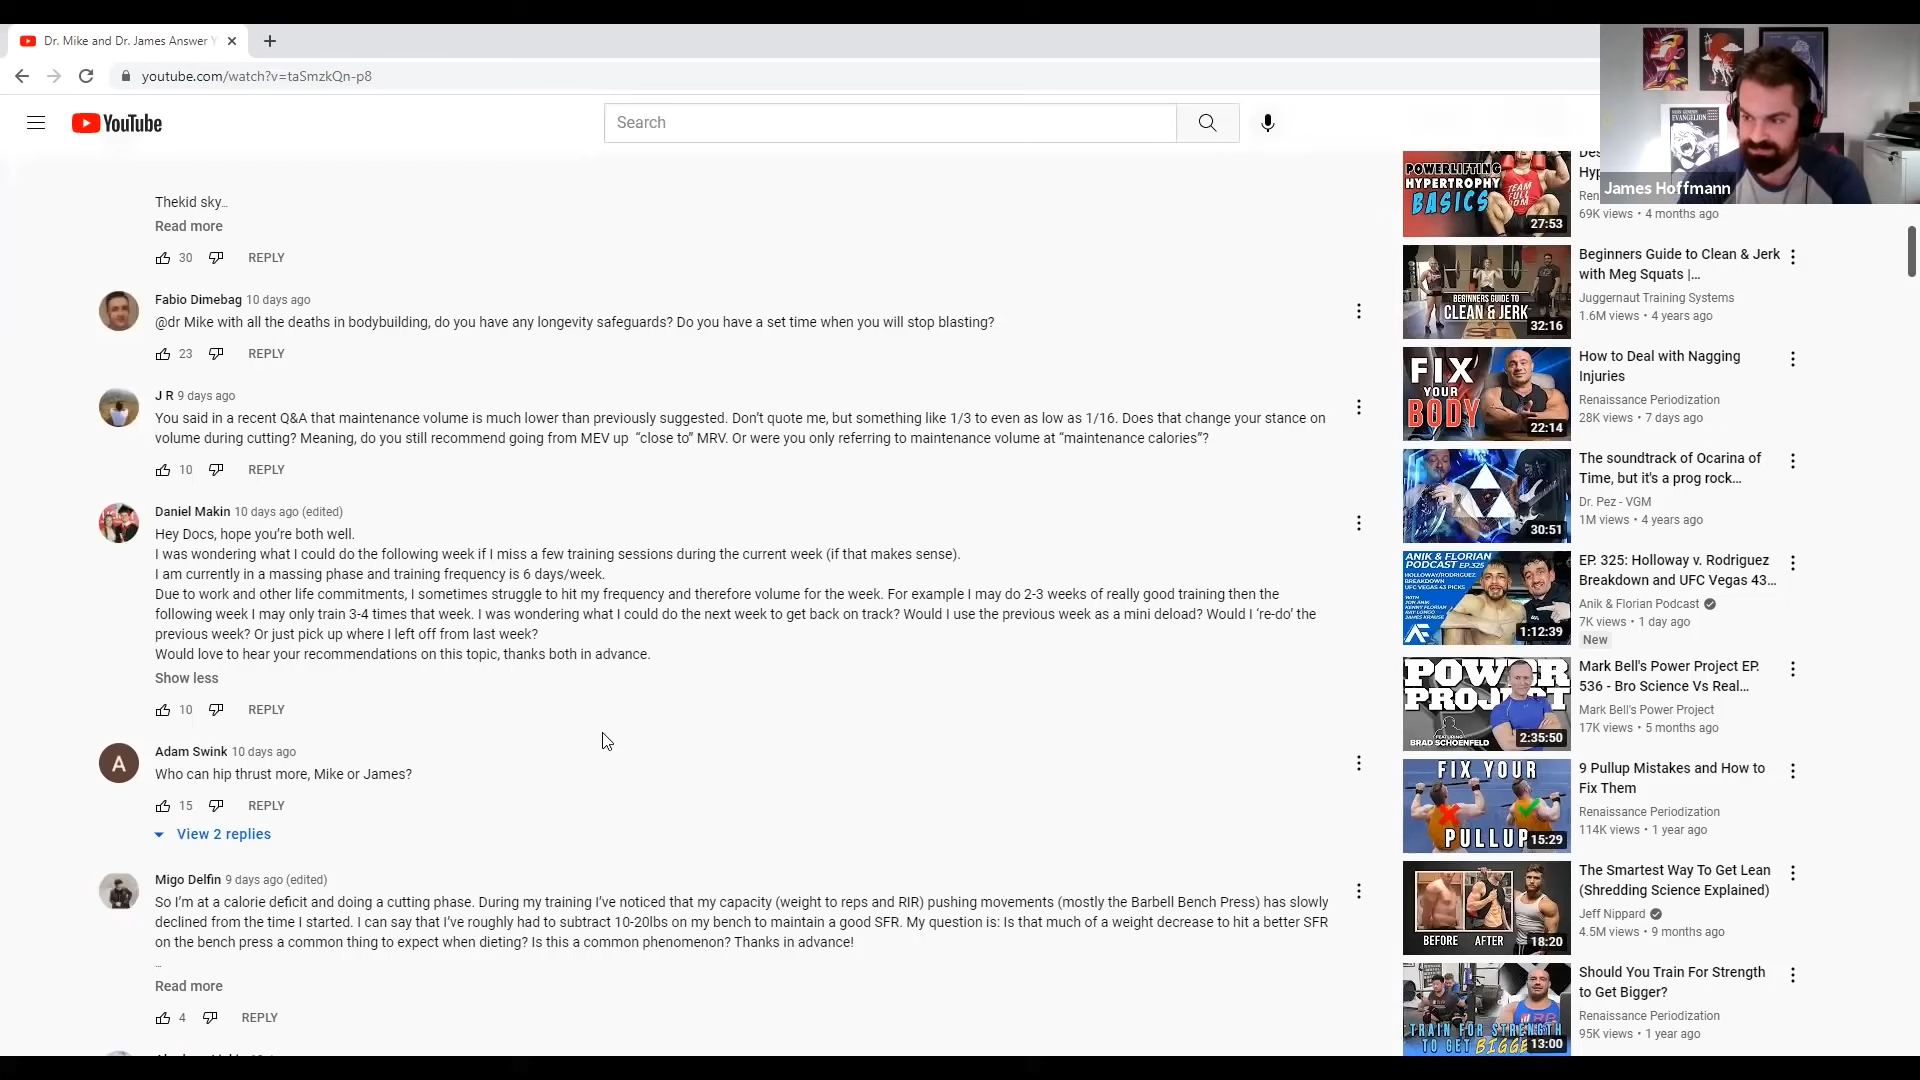 Dr. Mike and Dr. James Answer Y
youtube.com/watch?v=taSmzkQn-p8
YouTube
Search
James Hoffmann
EVANGELION
Thekid sky…
Read more
30
REPLY
Fabio Dimebag 10 days ago
@dr Mike with all the deaths in bodybuilding, do you have any longevity safeguards? Do you have a set time when you will stop blasting?
23
REPLY
J R 9 days ago
You said in a recent Q&A that maintenance volume is much lower than previously suggested. Don’t quote me, but something like 1/3 to even as low as 1/16. Does that change your stance on
volume during cutting? Meaning, do you still recommend going from MEV up “close to” MRV. Or were you only referring to maintenance volume at “maintenance calories”?
10
REPLY
Daniel Makin 10 days ago (edited)
Hey Docs, hope you’re both well.
I was wondering what I could do the following week if I miss a few training sessions during the current week (if that makes sense).
I am currently in a massing phase and training frequency is 6 days/week.
Due to work and other life commitments, I sometimes struggle to hit my frequency and therefore volume for the week. For example I may do 2-3 weeks of really good training then the
following week I may only train 3-4 times that week. I was wondering what I could do the next week to get back on track? Would I use the previous week as a mini deload? Would I ‘re-do’ the
previous week? Or just pick up where I left off from last week?
Would love to hear your recommendations on this topic, thanks both in advance.
Show less
10
REPLY
A
Adam Swink 10 days ago
Who can hip thrust more, Mike or James?
15
REPLY
View 2 replies
Migo Delfin 9 days ago (edited)
So I’m at a calorie deficit and doing a cutting phase. During my training I’ve noticed that my capacity (weight to reps and RIR) pushing movements (mostly the Barbell Bench Press) has slowly
declined from the time I started. I can say that I’ve roughly had to subtract 10-20lbs on my bench to maintain a good SFR. My question is: Is that much of a weight decrease to hit a better SFR
on the bench press a common thing to expect when dieting? Is this a common phenomenon? Thanks in advance!
…
Read more
4
REPLY
POWERLIFTING
HYPERTROPHY
BASICS
TEAM
FULL
27:53
69K views • 4 months ago
BEGINNERS GUIDE TO
CLEAN & JERK
32:16
Beginners Guide to Clean & Jerk
with Meg Squats |…
Juggernaut Training Systems
1.6M views • 4 years ago
FIX
YOUR
BODY
22:14
How to Deal with Nagging
Injuries
Renaissance Periodization
28K views • 7 days ago
30:51
The soundtrack of Ocarina of
Time, but it's a prog rock…
Dr. Pez - VGM
1M views • 4 years ago
ANIK & FLORIAN
PODCAST EP.325
HOLLOWAY/RODRIGUEZ
BREAKDOWN
UFC VEGAS 43 PICKS
1:12:39
EP. 325: Holloway v. Rodriguez
Breakdown and UFC Vegas 43…
Anik & Florian Podcast
7K views • 1 day ago
New
POWER
PROJECT
FEATURING
BRAD SCHOENFELD
2:35:50
Mark Bell's Power Project EP.
536 - Bro Science Vs Real…
Mark Bell's Power Project
17K views • 5 months ago
FIX YOUR
PULLUP
15:29
9 Pullup Mistakes and How to
Fix Them
Renaissance Periodization
114K views • 1 year ago
BEFORE
AFTER
18:20
The Smartest Way To Get Lean
(Shredding Science Explained)
Jeff Nippard
4.5M views • 9 months ago
TRAIN FOR STRENGTH
TO GET BIGGE
13:00
Should You Train For Strength
to Get Bigger?
Renaissance Periodization
95K views • 1 year ago